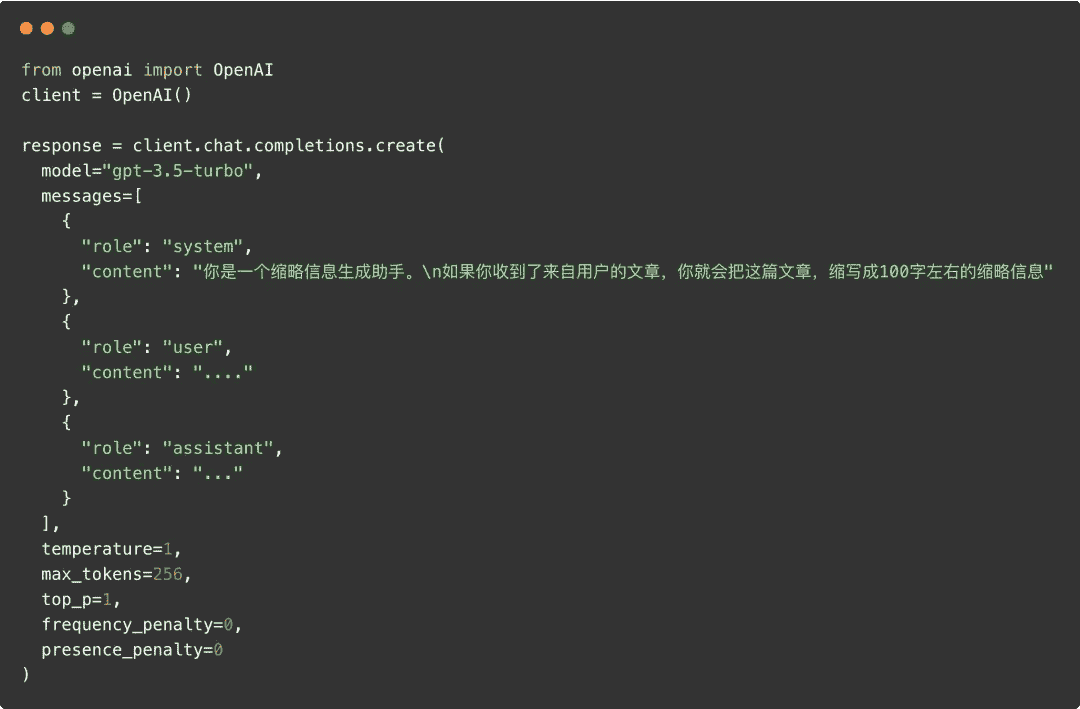 from openai import OpenAI
client = OpenAI()

response = client.chat.completions.create(
  model="gpt-3.5-turbo",
  messages=[
    {
      "role": "system",
      "content": "你是一个缩略信息生成助手。\n如果你收到了来自用户的文章，你就会把这篇文章，缩写成100字左右的缩略信息"
    },
    {
      "role": "user",
      "content": "...."
    },
    {
      "role": "assistant",
      "content": "..."
    }
  ],
  temperature=1,
  max_tokens=256,
  top_p=1,
  frequency_penalty=0,
  presence_penalty=0
)